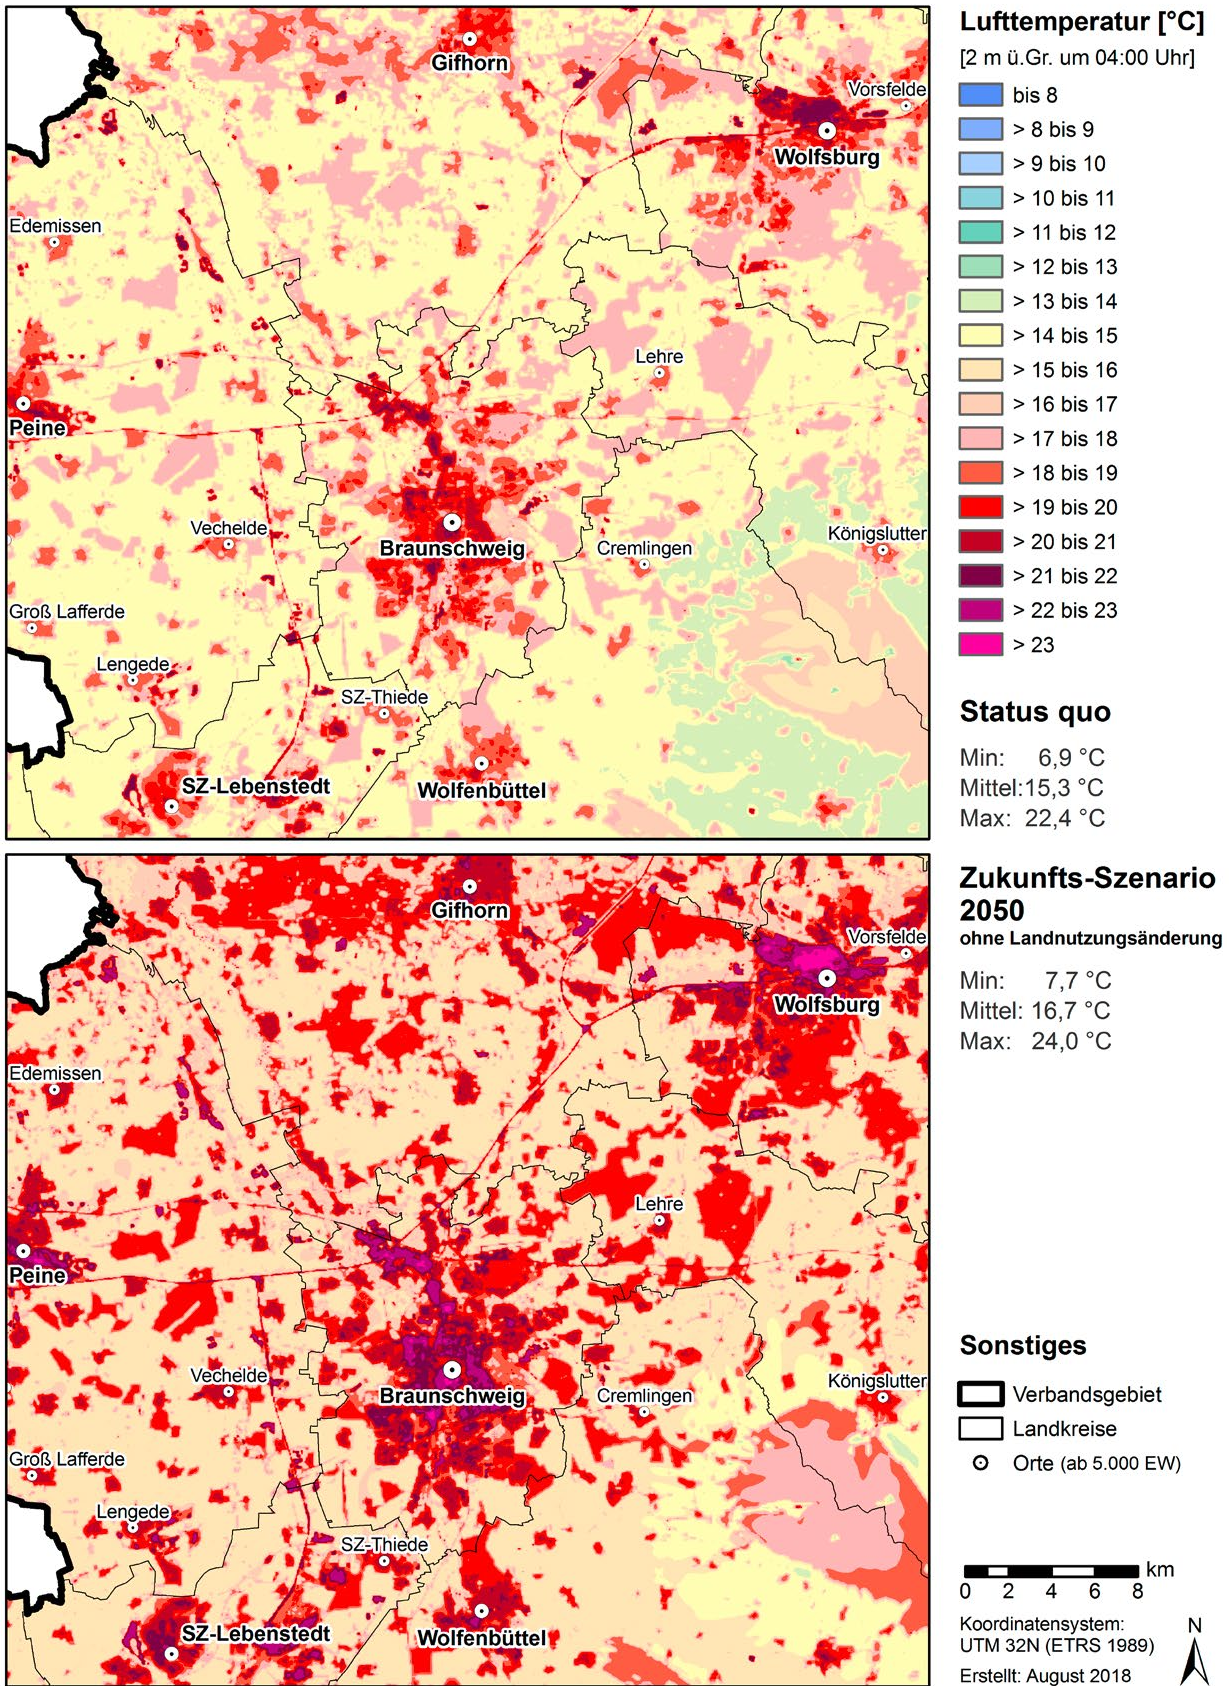 Gifhorn
Vorsfelde
Wolfsburg
Edemissen
Lehre
Peine
Vechelde
Braunschweig
Cremlingen
Königslutter
Groß Lafferde
Lengede
SZ-Thiede
SZ-Lebenstedt
Wolfenbüttel
Lufttemperatur [°C]
[2 m ü.Gr. um 04:00 Uhr]
bis 8
> 8 bis 9
> 9 bis 10
> 10 bis 11
> 11 bis 12
> 12 bis 13
> 13 bis 14
> 14 bis 15
> 15 bis 16
> 16 bis 17
> 17 bis 18
> 18 bis 19
> 19 bis 20
> 20 bis 21
> 21 bis 22
> 22 bis 23
> 23
Status quo
Min: 6,9 °C
Mittel:15,3 °C
Max: 22,4 °C
Gifhorn
Vorsfelde
Wolfsburg
Edemissen
Lehre
Peine
Vechelde
Braunschweig
Cremlingen
Königslutter
Groß Lafferde
Lengede
SZ-Thiede
SZ-Lebenstedt
Wolfenbüttel
Zukunfts-Szenario
2050
ohne Landnutzungsänderung
Min: 7,7 °C
Mittel: 16,7 °C
Max: 24,0 °C
Sonstiges
Verbandsgebiet
Landkreise
Orte (ab 5.000 EW)
km
0 2 4 6 8
Koordinatensystem:
UTM 32N (ETRS 1989)
Erstellt: August 2018
N